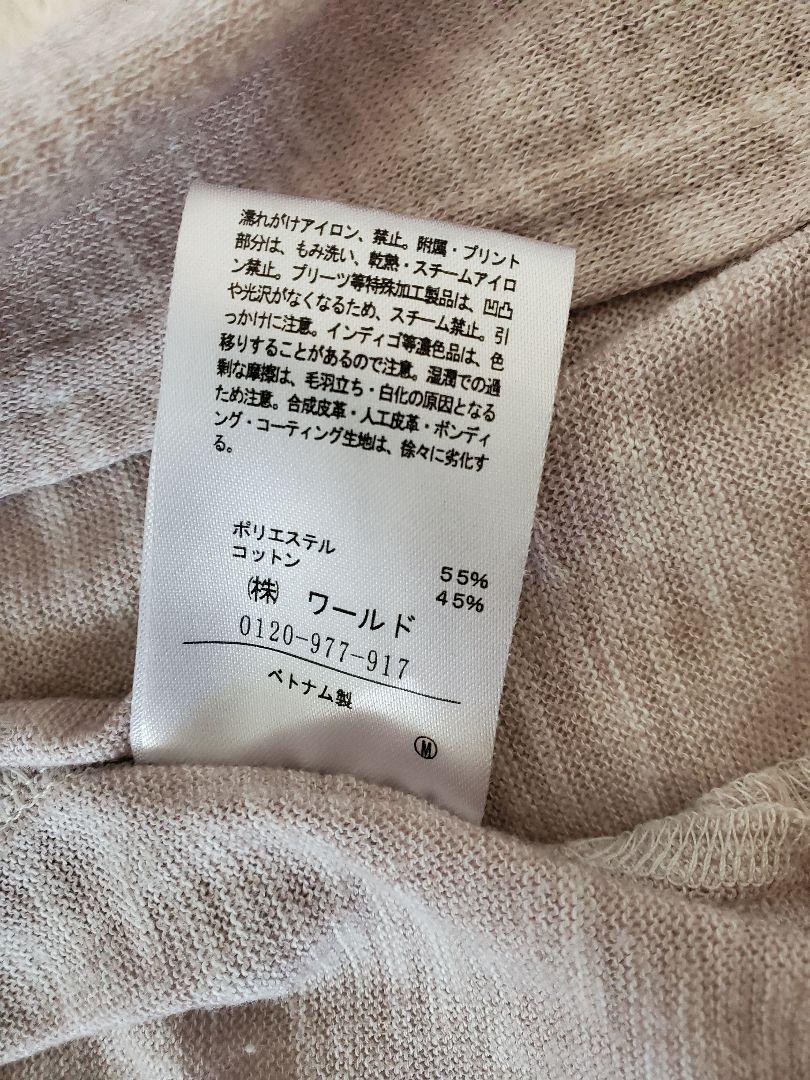 濡れがけアイロン、禁止。附属・プリント
部分は、もみ洗い、乾熱・スチームアイロ
ン禁止。プリーツ等特殊加工製品は、凹凸
や光沢がなくなるため、スチーム禁止。引
っかけに注意。インディゴ等濃色品は、色
移りすることがあるので注意。湿潤での過
剰な摩擦は、毛羽立ち・白化の原因となる
ため注意。合成皮革・人工皮革・ボンディ
ング・コーティング生地は、徐々に劣化す
る。
ポリエステル 55%
コットン 45%
㈱ ワールド
0120-977-917
ベトナム製
Ⓜ